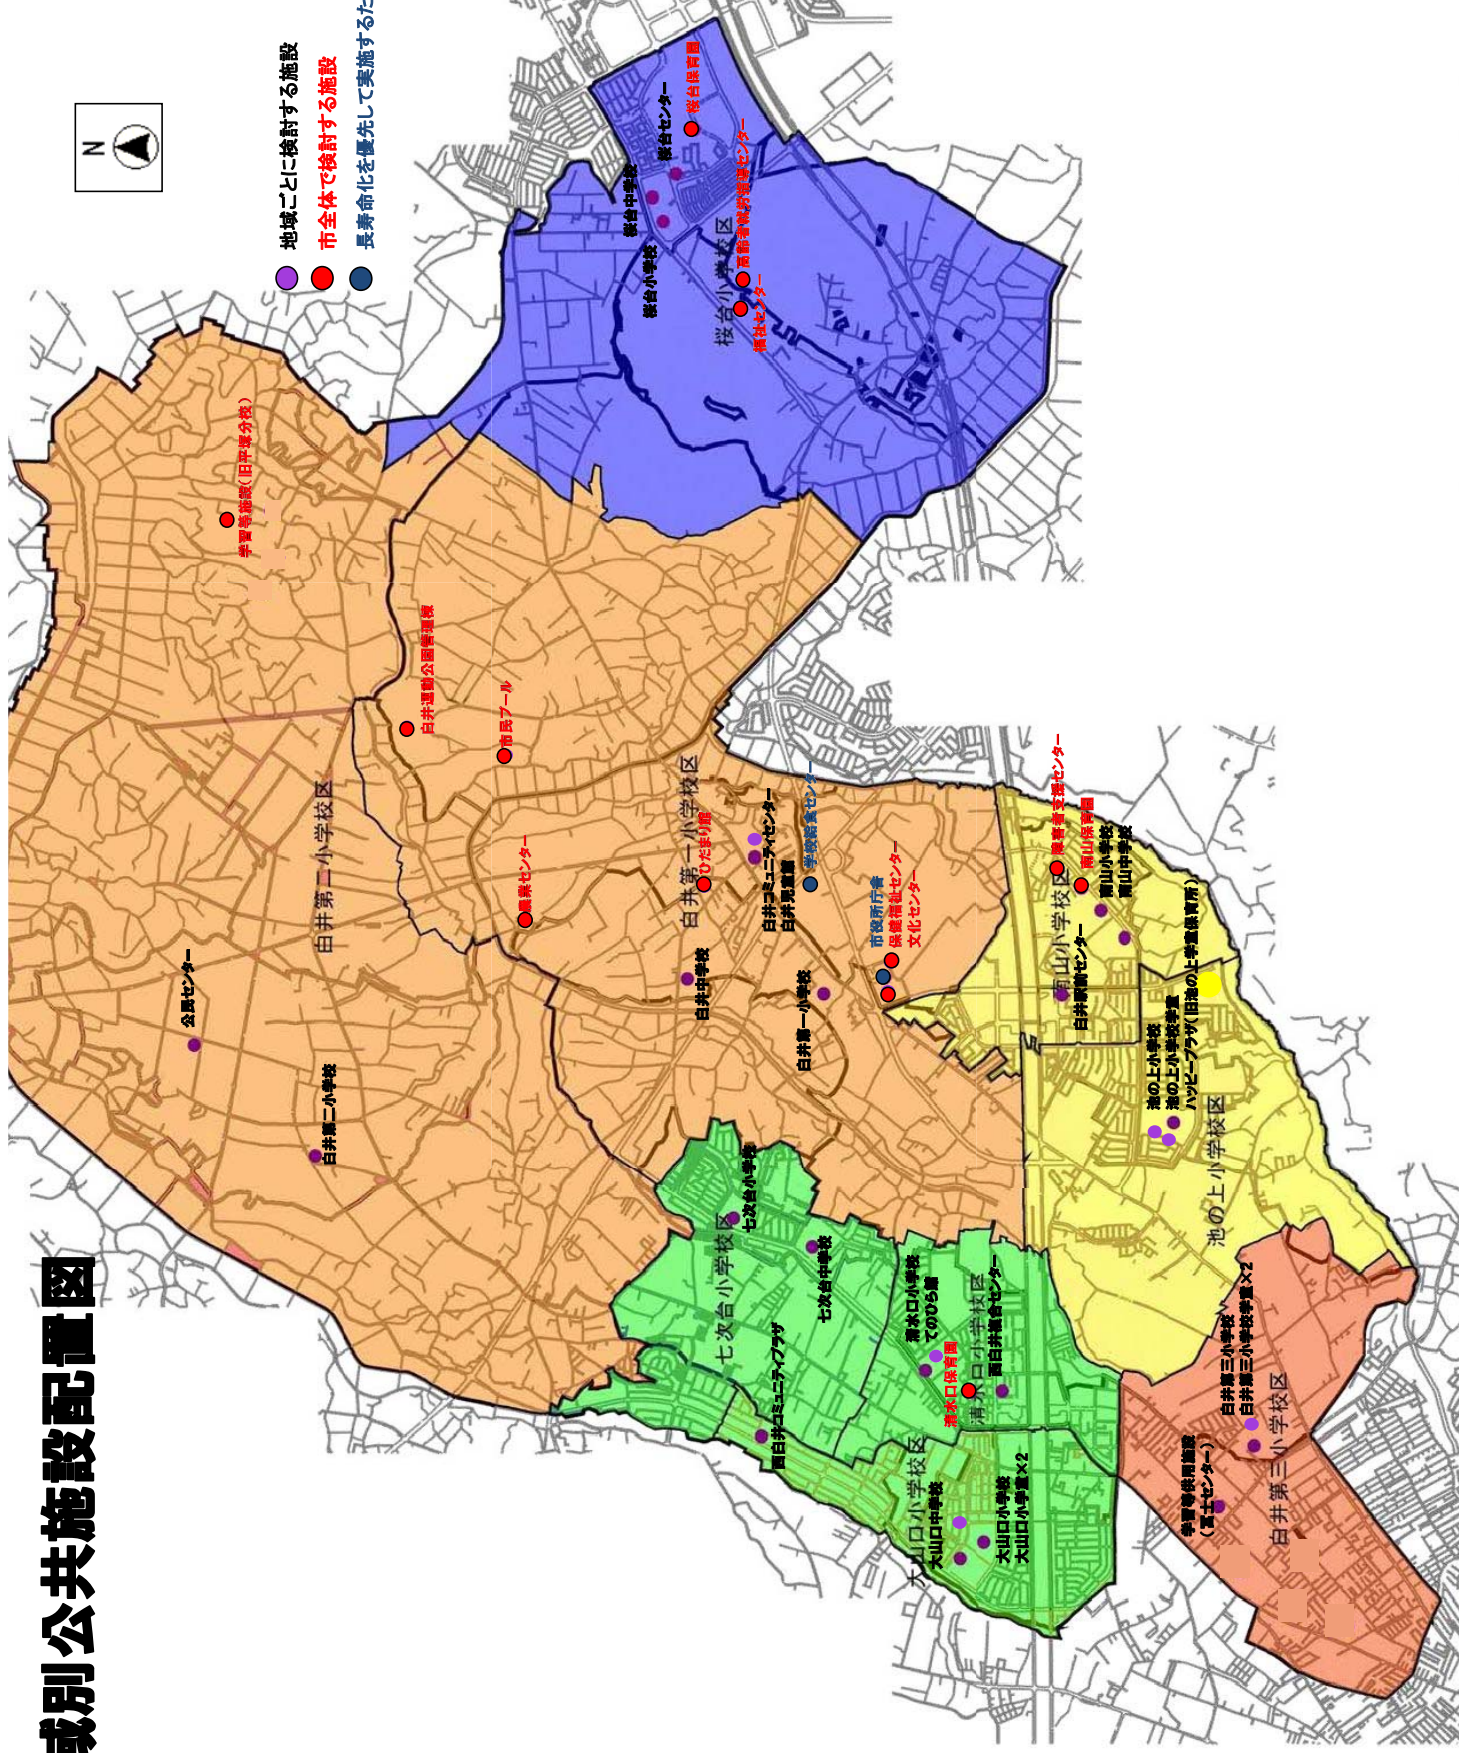 域別公共施設配置図
N
地域ごとに検討する施設
市全体で検討する施設
長寿命化を優先して実施するた
公民センター
白井第二小学校
白井第二小学校区
学習等施設(旧平塚分校)
白井運動公園管理棟
市民プール
農業センター
白井第一小学校区
ひだまり館
白井コミュニティセンター
白井児童館
学校給食センター
白井中学校
白井第一小学校
市役所庁舎
保健福祉センター
文化センター
桜台センター
桜台保育園
桜台中学校
桜台小学校
桜台小学校区
高齢者就労指導センター
福祉センター
七次台小学校区
七次台小学校
七次台中学校
西白井コミュニティプラザ
清水口小学校
てのひら館
清水口保育園
清水口小学校区
西白井複合センター
大山口小学校区
大山口中学校
大山口小学校
大山口小学童×2
障害者支援センター
南山保育園
南山小学校
南山中学校
南山小学校区
白井駅前センター
池の上小学校
池の上小学校学童
ハッピープラザ(旧池の上学童保育所)
池の上小学校区
白井第三小学校
白井第三小学校学童×2
白井第三小学校区
学習等供用施設
(冨士センター)